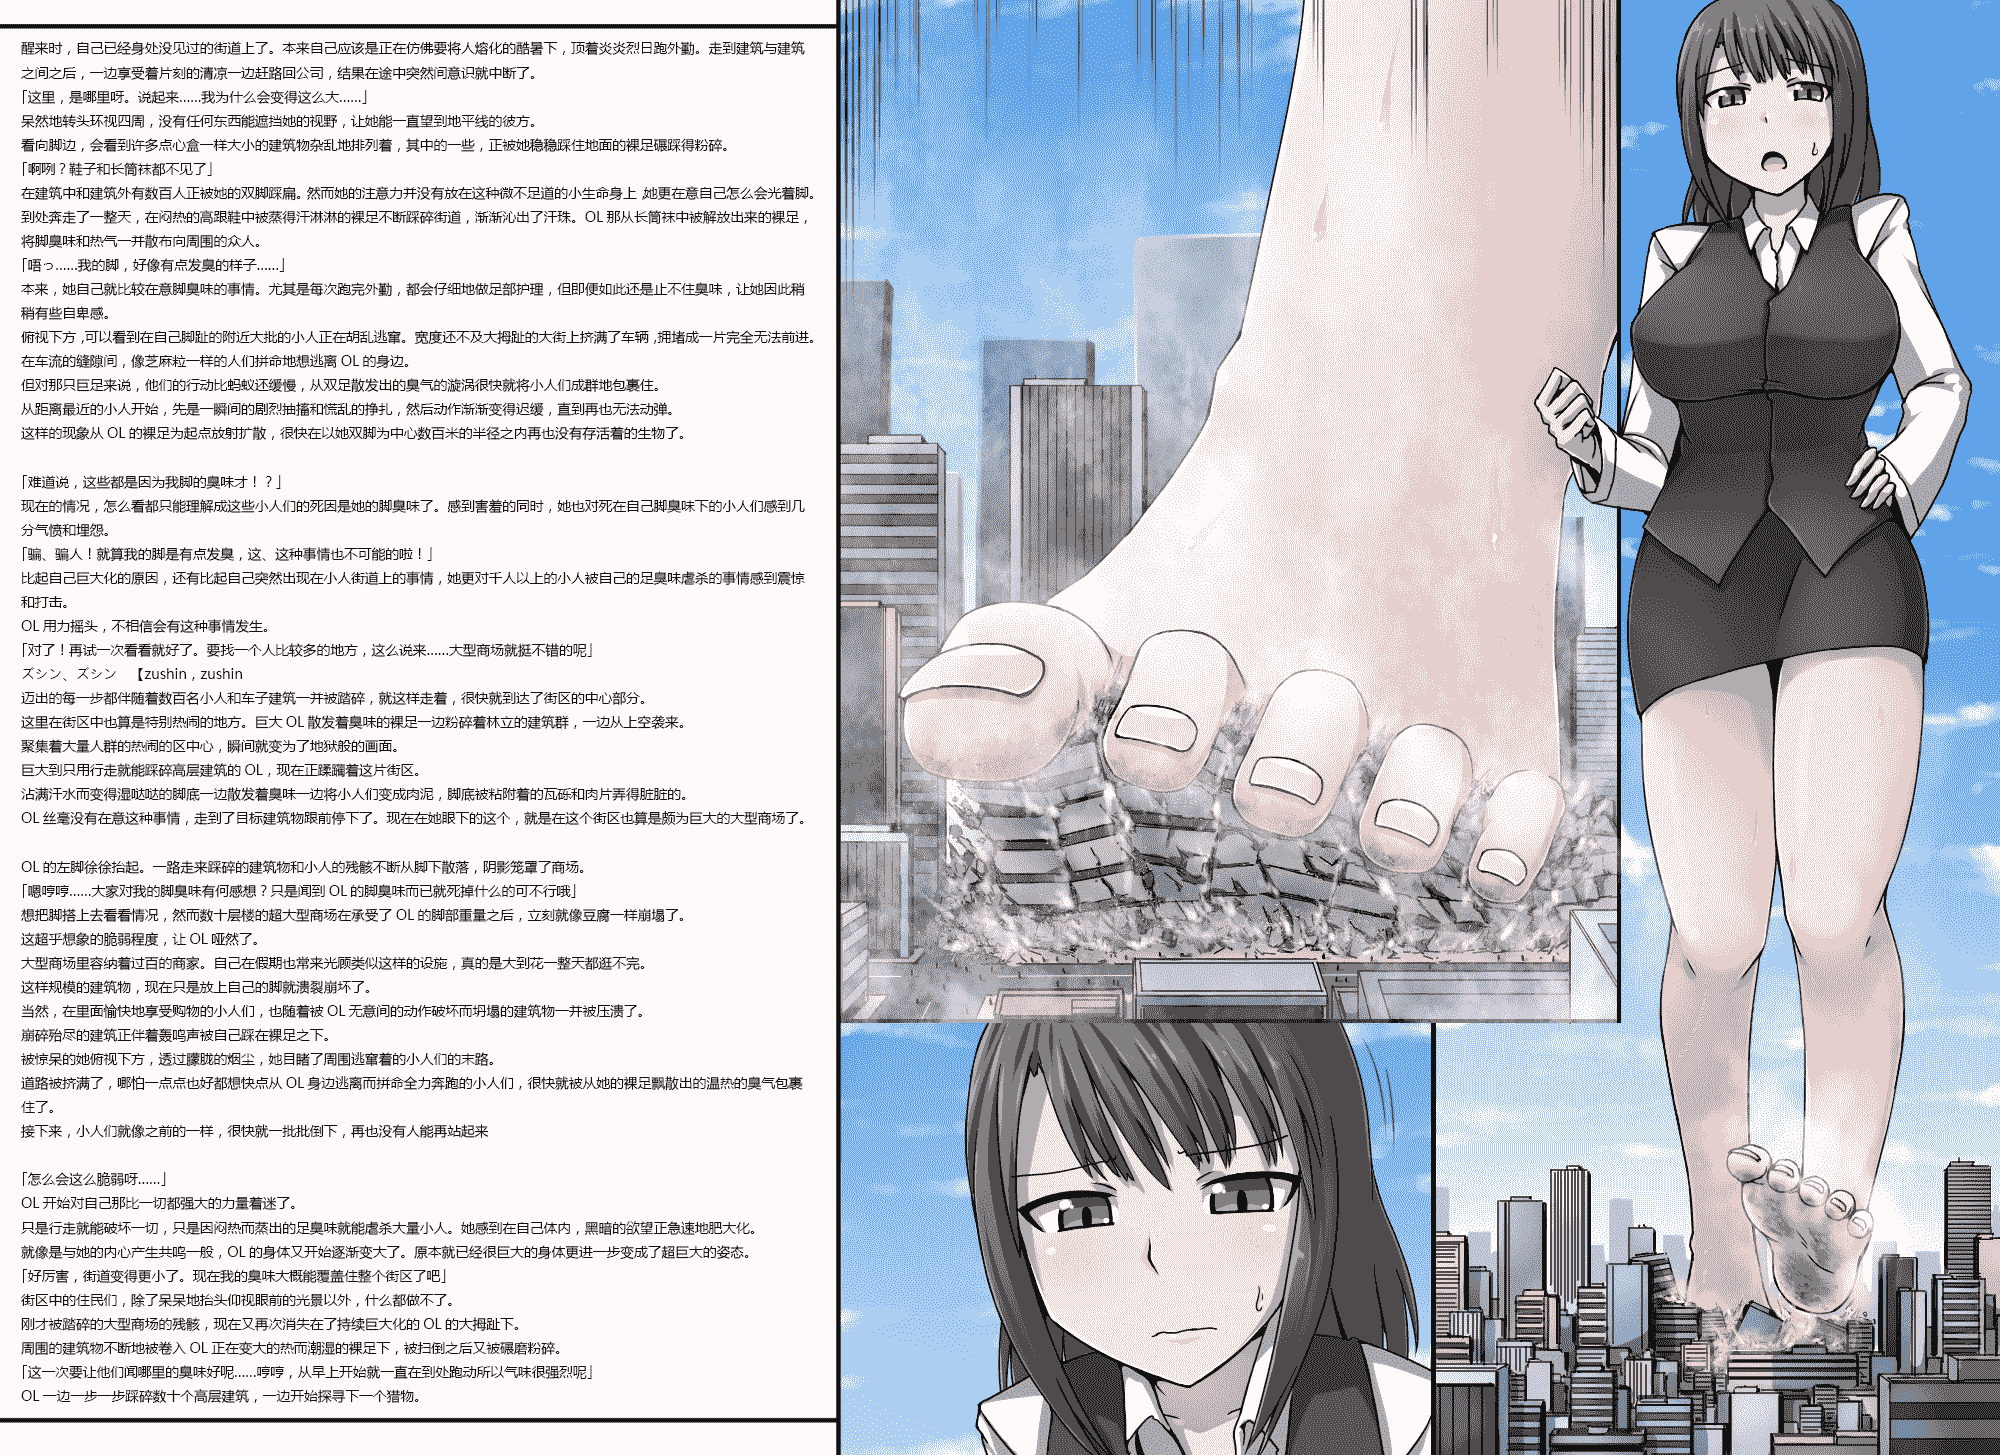 醒来时，自己已经身处没见过的街道上了。本来自己应该是正在仿佛要将人熔化的酷暑下，顶着炎炎烈日跑外勤。走到建筑与建筑
之间之后，一边享受着片刻的清凉一边赶路回公司，结果在途中突然间意识就中断了。
「这里，是哪里呀。说起来……我为什么会变得这么大……」
呆然地转头环视四周，没有任何东西能遮挡她的视野，让她能一直望到地平线的彼方。
看向脚边，会看到许多点心盒一样大小的建筑物杂乱地排列着，其中的一些，正被她稳稳踩住地面的裸足碾踩得粉碎。
「啊咧？鞋子和长筒袜都不见了」
在建筑中和建筑外有数百人正被她的双脚踩扁。然而她的注意力并没有放在这种微不足道的小生命身上，她更在意自己怎么会光着脚。
到处奔走了一整天，在闷热的高跟鞋中被蒸得汗淋淋的裸足不断踩碎街道，渐渐沁出了汗珠。OL 那从长筒袜中被解放出来的裸足，
将脚臭味和热气一并散布向周围的众人。
「唔っ……我的脚，好像有点发臭的样子……」
本来，她自己就比较在意脚臭味的事情。尤其是每次跑完外勤，都会仔细地做足部护理，但即便如此还是止不住臭味，让她因此稍
稍有些自卑感。
俯视下方，可以看到在自己脚趾的附近大批的小人正在胡乱逃窜。宽度还不及大拇趾的大街上挤满了车辆，拥堵成一片完全无法前进。
在车流的缝隙间，像芝麻粒一样的人们拼命地想逃离 OL 的身边。
但对那只巨足来说，他们的行动比蚂蚁还缓慢，从双足散发出的臭气的漩涡很快就将小人们成群地包裹住。
从距离最近的小人开始，先是一瞬间的剧烈抽搐和慌乱的挣扎，然后动作渐渐变得迟缓，直到再也无法动弹。
这样的现象从 OL 的裸足为起点放射扩散，很快在以她双脚为中心数百米的半径之内再也没有存活着的生物了。
「难道说，这些都是因为我脚的臭味才！？」
现在的情况，怎么看都只能理解成这些小人们的死因是她的脚臭味了。感到害羞的同时，她也对死在自己脚臭味下的小人们感到几
分气愤和埋怨。
「骗、骗人！就算我的脚是有点发臭，这、这种事情也不可能的啦！」
比起自己巨大化的原因，还有比起自己突然出现在小人街道上的事情，她更对千人以上的小人被自己的足臭味虐杀的事情感到震惊
和打击。
OL 用力摇头，不相信会有这种事情发生。
「对了！再试一次看看就好了。要找一个人比较多的地方，这么说来……大型商场就挺不错的呢」
ズシン、ズシン　【zushin，zushin
迈出的每一步都伴随着数百名小人和车子建筑一并被踏碎，就这样走着，很快就到达了街区的中心部分。
这里在街区中也算是特别热闹的地方。巨大 OL 散发着臭味的裸足一边粉碎着林立的建筑群，一边从上空袭来。
聚集着大量人群的热闹的区中心，瞬间就变为了地狱般的画面。
巨大到只用行走就能踩碎高层建筑的 OL，现在正蹂躏着这片街区。
沾满汗水而变得湿哒哒的脚底一边散发着臭味一边将小人们变成肉泥，脚底被粘附着的瓦砾和肉片弄得脏脏的。
OL 丝毫没有在意这种事情，走到了目标建筑物跟前停下了。现在在她眼下的这个，就是在这个街区也算是颇为巨大的大型商场了。
OL 的左脚徐徐抬起。一路走来踩碎的建筑物和小人的残骸不断从脚下散落，阴影笼罩了商场。
「嗯哼哼……大家对我的脚臭味有何感想？只是闻到 OL 的脚臭味而已就死掉什么的可不行哦」
想把脚搭上去看看情况，然而数十层楼的超大型商场在承受了 OL 的脚部重量之后，立刻就像豆腐一样崩塌了。
这超乎想象的脆弱程度，让 OL 哑然了。
大型商场里容纳着过百的商家。自己在假期也常来光顾类似这样的设施，真的是大到花一整天都逛不完。
这样规模的建筑物，现在只是放上自己的脚就溃裂崩坏了。
当然，在里面愉快地享受购物的小人们，也随着被 OL 无意间的动作破坏而坍塌的建筑物一并被压溃了。
崩碎殆尽的建筑正伴着轰鸣声被自己踩在裸足之下。
被惊呆的她俯视下方，透过朦胧的烟尘，她目睹了周围逃窜着的小人们的末路。
道路被挤满了，哪怕一点点也好都想快点从 OL 身边逃离而拼命全力奔跑的小人们，很快就被从她的裸足飘散出的温热的臭气包裹
住了。
接下来，小人们就像之前的一样，很快就一批批倒下，再也没有人能再站起来
「怎么会这么脆弱呀……」
OL 开始对自己那比一切都强大的力量着迷了。
只是行走就能破坏一切，只是因闷热而蒸出的足臭味就能虐杀大量小人。她感到在自己体内，黑暗的欲望正急速地肥大化。
就像是与她的内心产生共鸣一般，OL 的身体又开始逐渐变大了。原本就已经很巨大的身体更进一步变成了超巨大的姿态。
「好厉害，街道变得更小了。现在我的臭味大概能覆盖住整个街区了吧」
街区中的住民们，除了呆呆地抬头仰视眼前的光景以外，什么都做不了。
刚才被踏碎的大型商场的残骸，现在又再次消失在了持续巨大化的 OL 的大拇趾下。
周围的建筑物不断地被卷入 OL 正在变大的热而潮湿的裸足下，被扫倒之后又被碾磨粉碎。
「这一次要让他们闻哪里的臭味好呢……哼哼，从早上开始就一直在到处跑动所以气味很强烈呢」
OL 一边一步一步踩碎数十个高层建筑，一边开始探寻下一个猎物。